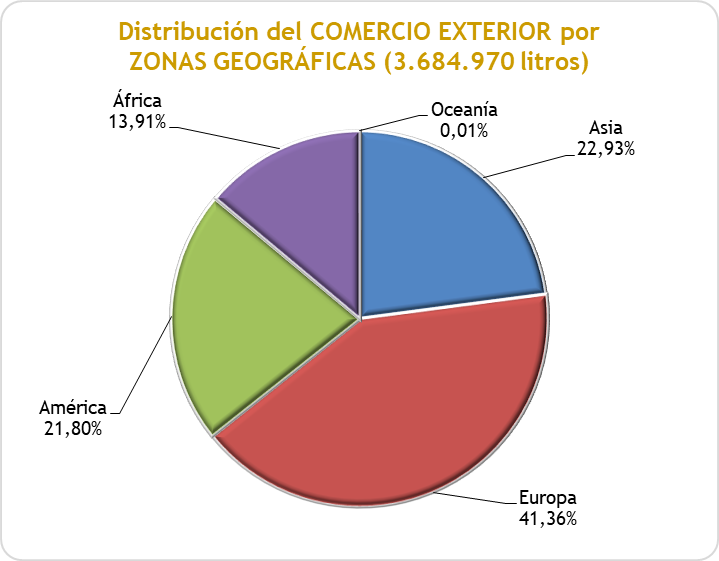 Distribución del COMERCIO EXTERIOR por
ZONAS GEOGRÁFICAS (3.684.970 litros)
África
13,91%
Oceanía
0,01%
Asia
22,93%
América
21,80%
Europa
41,36%